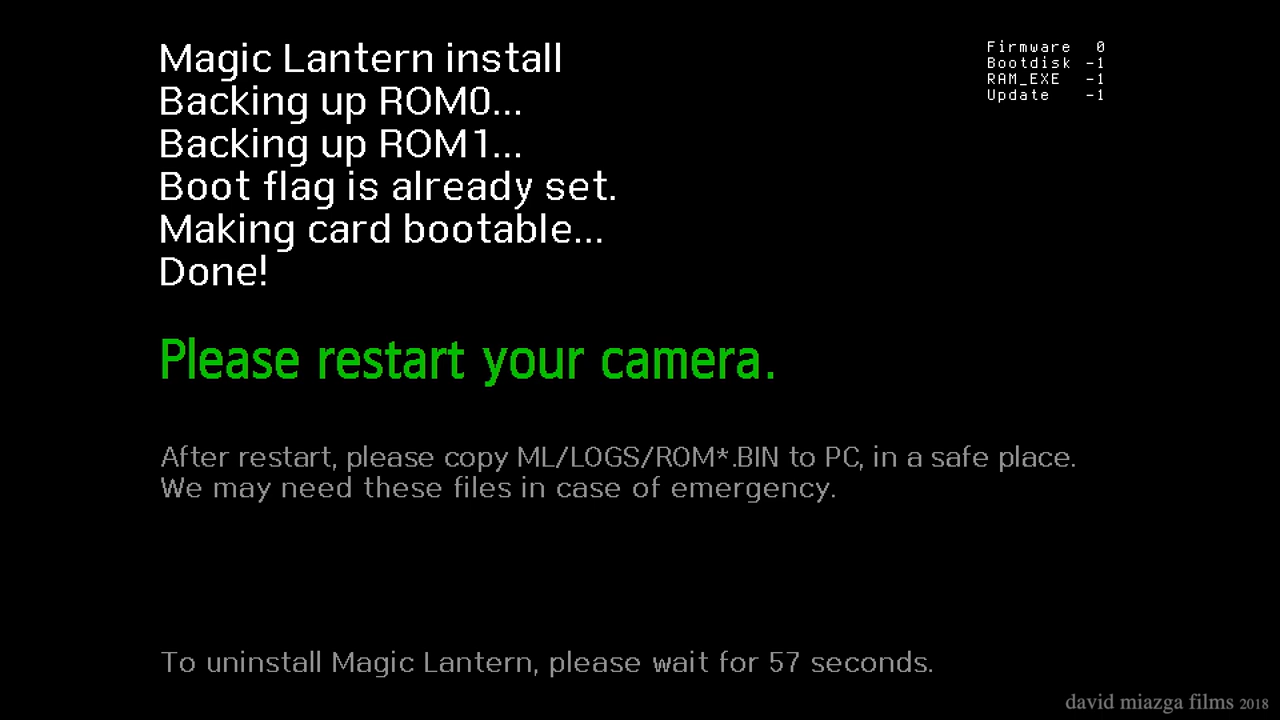 Magic Lantern install
Backing up ROM0...
Backing up ROM1...
Boot flag is already set.
Making card bootable...
Done!
Firmware 0
Bootdisk -1
RAM_EXE -1
Update -1
Please restart your camera.
After restart, please copy ML/LOGS/ROM*.BIN to PC, in a safe place.
We may need these files in case of emergency.
To uninstall Magic Lantern, please wait for 57 seconds.
david miazga films 2018